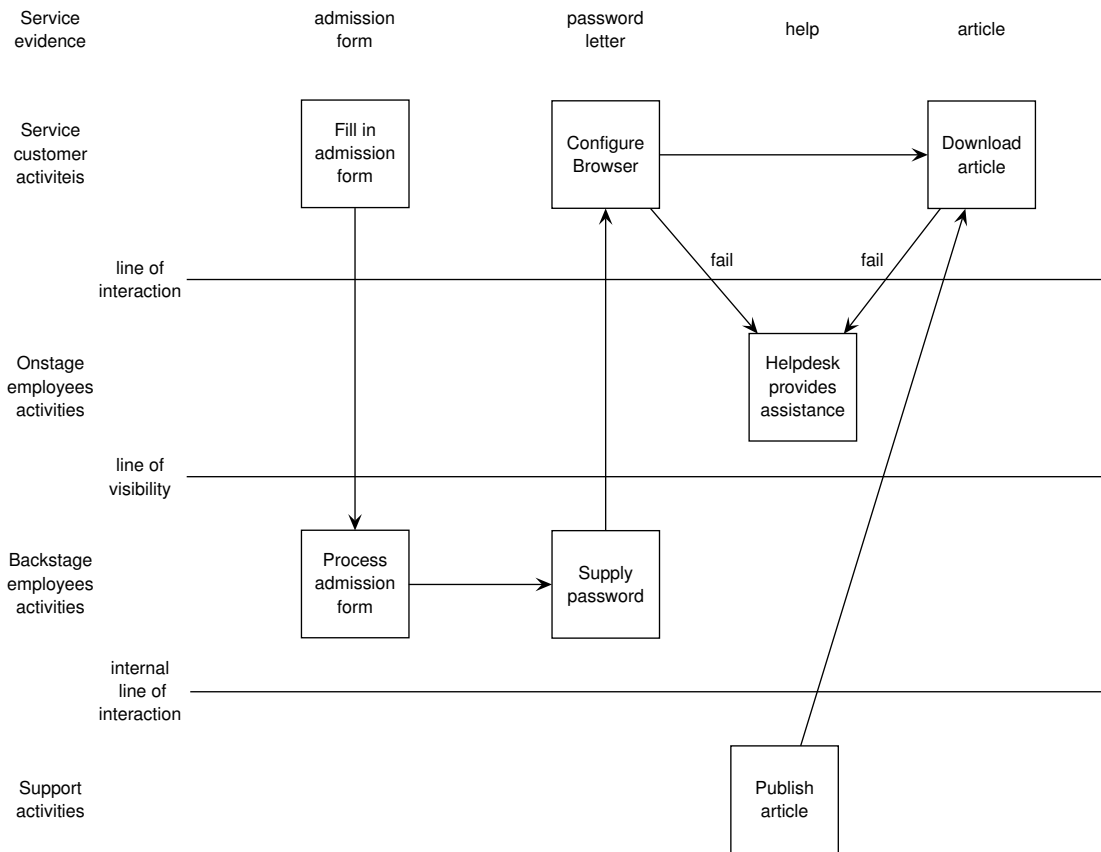 Service
evidence
admission
form
password
letter
help
article
Service
customer
activiteis
Fill in
admission
form
Configure
Browser
Download
article
line of
interaction
fail
fail
Onstage
employees
activities
Helpdesk
provides
assistance
line of
visibility
Backstage
employees
activities
Process
admission
form
Supply
password
internal
line of
interaction
Support
activities
Publish
article